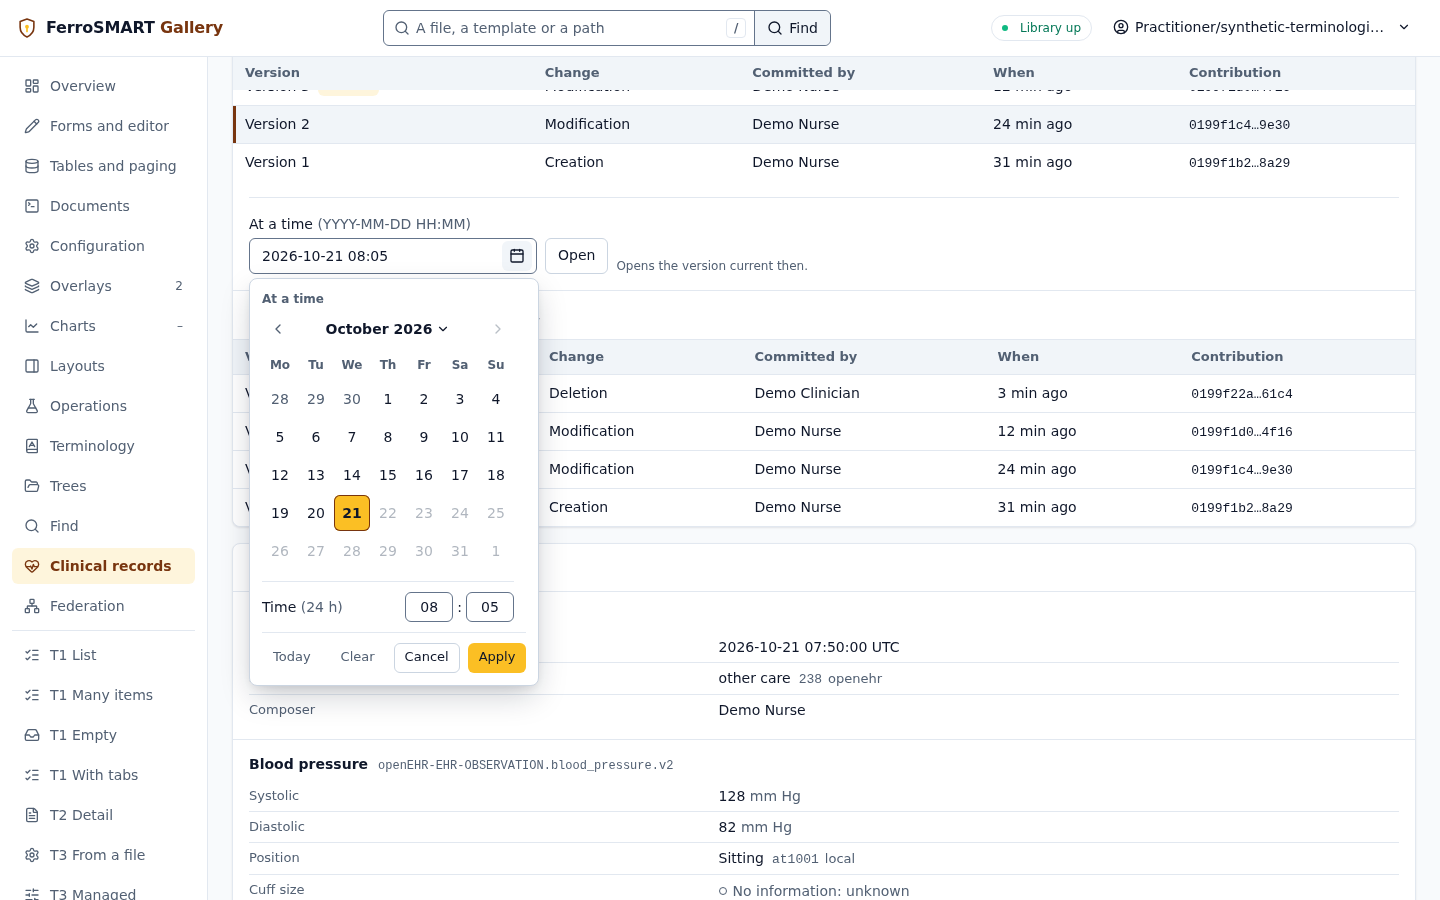 FerroSMART Gallery
A file, a template or a path
/
Find
Library up
Practitioner/synthetic-terminologi…
Overview
Forms and editor
Tables and paging
Documents
Configuration
Overlays 2
Charts –
Layouts
Operations
Terminology
Trees
Find
Clinical records
Federation
T1 List
T1 Many items
T1 Empty
T1 With tabs
T2 Detail
T3 From a file
T3 Managed
Version Change Committed by When Contribution
Version 2 Modification Demo Nurse 24 min ago 0199f1c4…9e30
Version 1 Creation Demo Nurse 31 min ago 0199f1b2…8a29
At a time (YYYY-MM-DD HH:MM)
2026-10-21 08:05
Open
Opens the version current then.
At a time
October 2026
Mo Tu We Th Fr Sa Su
28 29 30 1 2 3 4
5 6 7 8 9 10 11
12 13 14 15 16 17 18
19 20 21 22 23 24 25
26 27 28 29 30 31 1
Time (24 h) 08 : 05
Today Clear Cancel Apply
Change Committed by When Contribution
Deletion Demo Clinician 3 min ago 0199f22a…61c4
Modification Demo Nurse 12 min ago 0199f1d0…4f16
Modification Demo Nurse 24 min ago 0199f1c4…9e30
Creation Demo Nurse 31 min ago 0199f1b2…8a29
2026-10-21 07:50:00 UTC
other care 238 openehr
Composer Demo Nurse
Blood pressure openEHR-EHR-OBSERVATION.blood_pressure.v2
Systolic 128 mm Hg
Diastolic 82 mm Hg
Position Sitting at1001 local
Cuff size No information: unknown